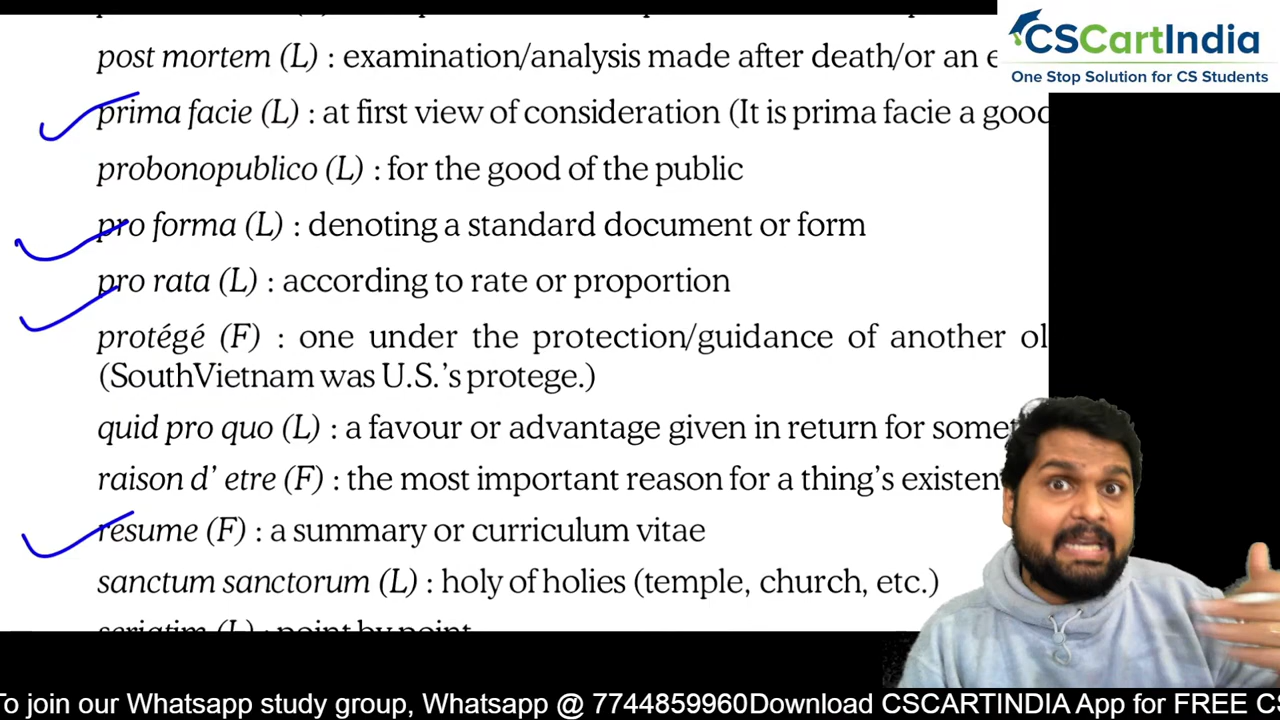 CSCartIndia
One Stop Solution for CS Students
post mortem (L) : examination/analysis made after death/or an
prima facie (L) : at first view of consideration (It is prima facie a good
probonopublico (L) : for the good of the public
pro forma (L) : denoting a standard document or form
pro rata (L) : according to rate or proportion
protégé (F) : one under the protection/guidance of another
(SouthVietnam was U.S.'s protege.)
quid pro quo (L) : a favour or advantage given in return for
raison d' etre (F) : the most important reason for a thing's
resume (F) : a summary or curriculum vitae
sanctum sanctorum (L) : holy of holies (temple, church, etc.)
seriatim (L) : point by point
To join our Whatsapp study group, Whatsapp @ 7744859960Download CSCARTINDIA App for FREE